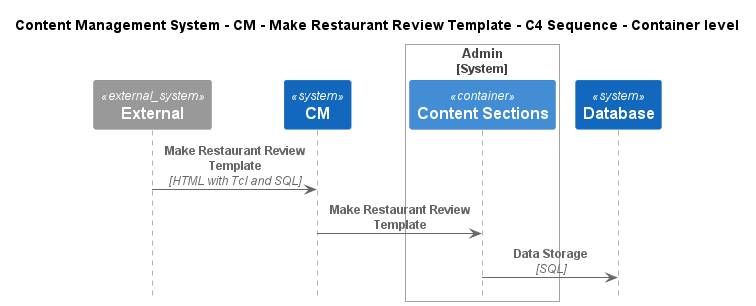 Content Management System - CM - Make Restaurant Review Template - C4 Sequence - Container level
Admin
[System]
«external_system»
External
«system»
CM
«container»
Content Sections
«system»
Database
Make Restaurant Review
Template
[HTML with Tcl and SQL]
Make Restaurant Review
Template
Data Storage
[SQL]